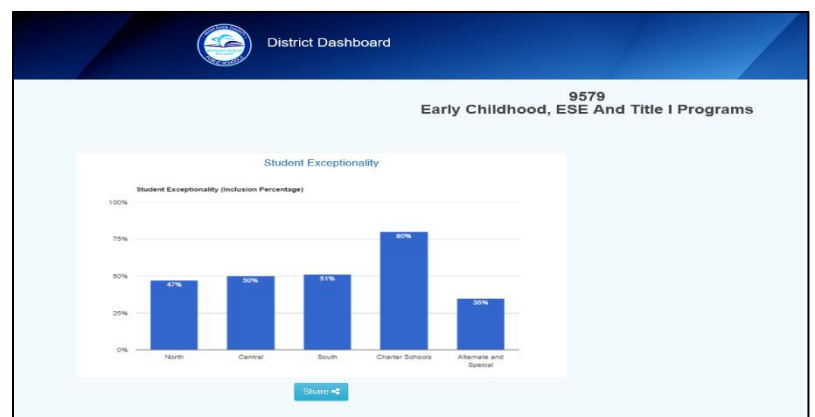 District Dashboard
9579
Early Childhood, ESE And Title I Programs
Student Exceptionality
Student Exceptionality (Inclusion Percentage)
100%
75%
50%
25%
0%
47%
50%
51%
80%
35%
North
Central
South
Charter Schools
Alternate and
Special
Share